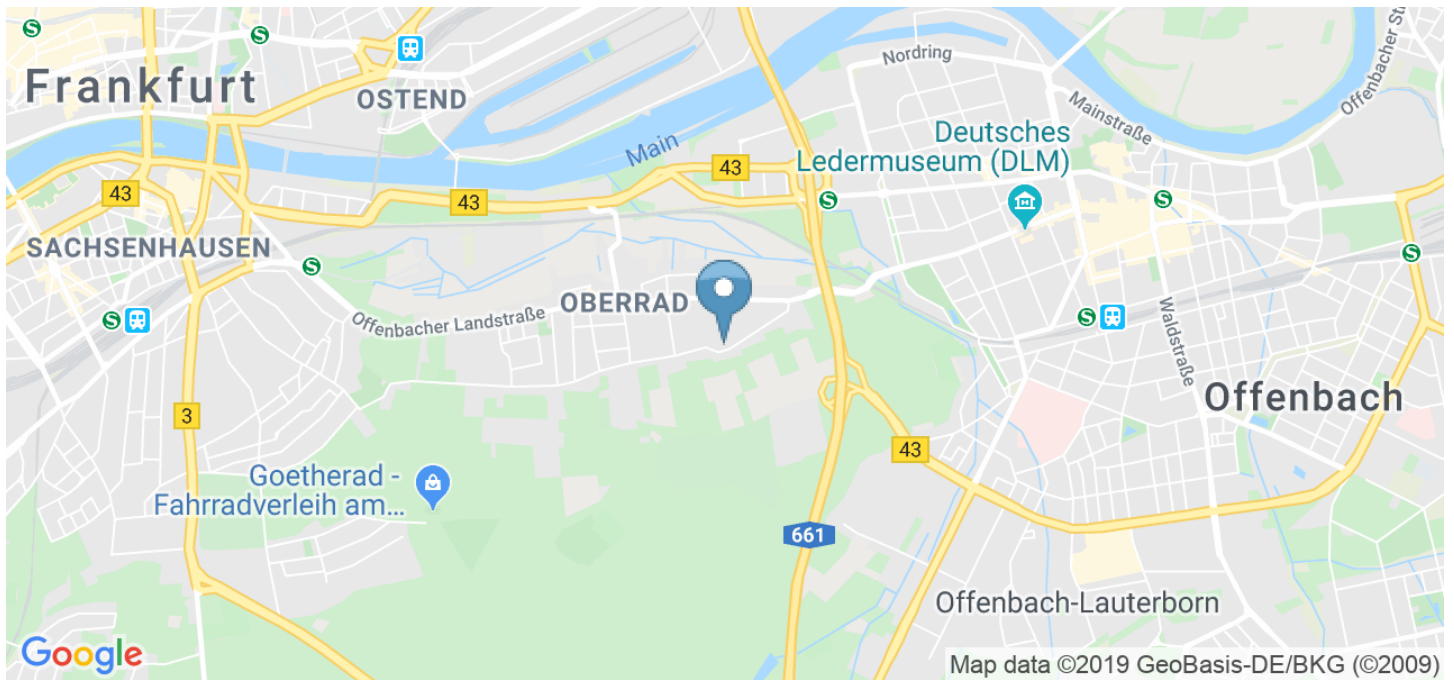 S
S
Nordring
Offenbacher Str
Frankfurt
OSTEND
Mainstraße
Main
Deutsches
Ledermuseum (DLM)
43
43
43
S
S
SACHSENHAUSEN
S
S
OBERRAD
Offenbacher Landstraße
S
S
Waldstraße
Offenbach
3
43
Goetherad -
Fahrradverleih am...
661
Offenbach-Lauterborn
Google
Map data ©2019 GeoBasis-DE/BKG (©2009)